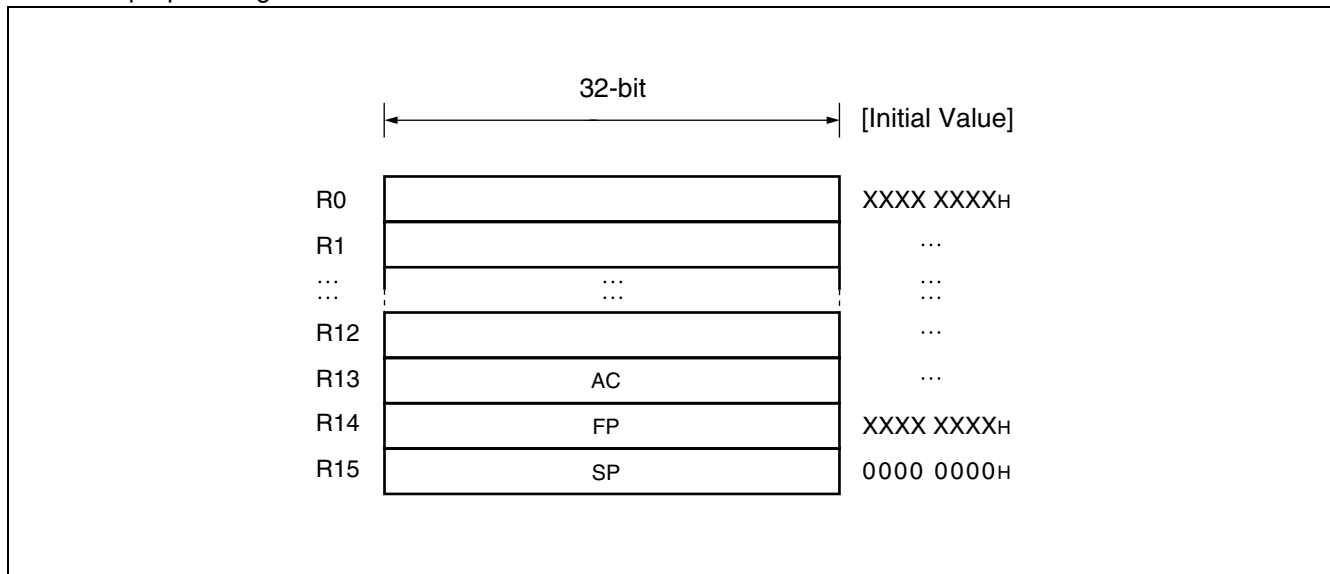 32-bit
[Initial Value]
R0 XXXX XXXXH
R1 ...
... ... ...
... ... ...
R12 ...
R13 AC ...
R14 FP XXXX XXXXH
R15 SP 0000 0000H